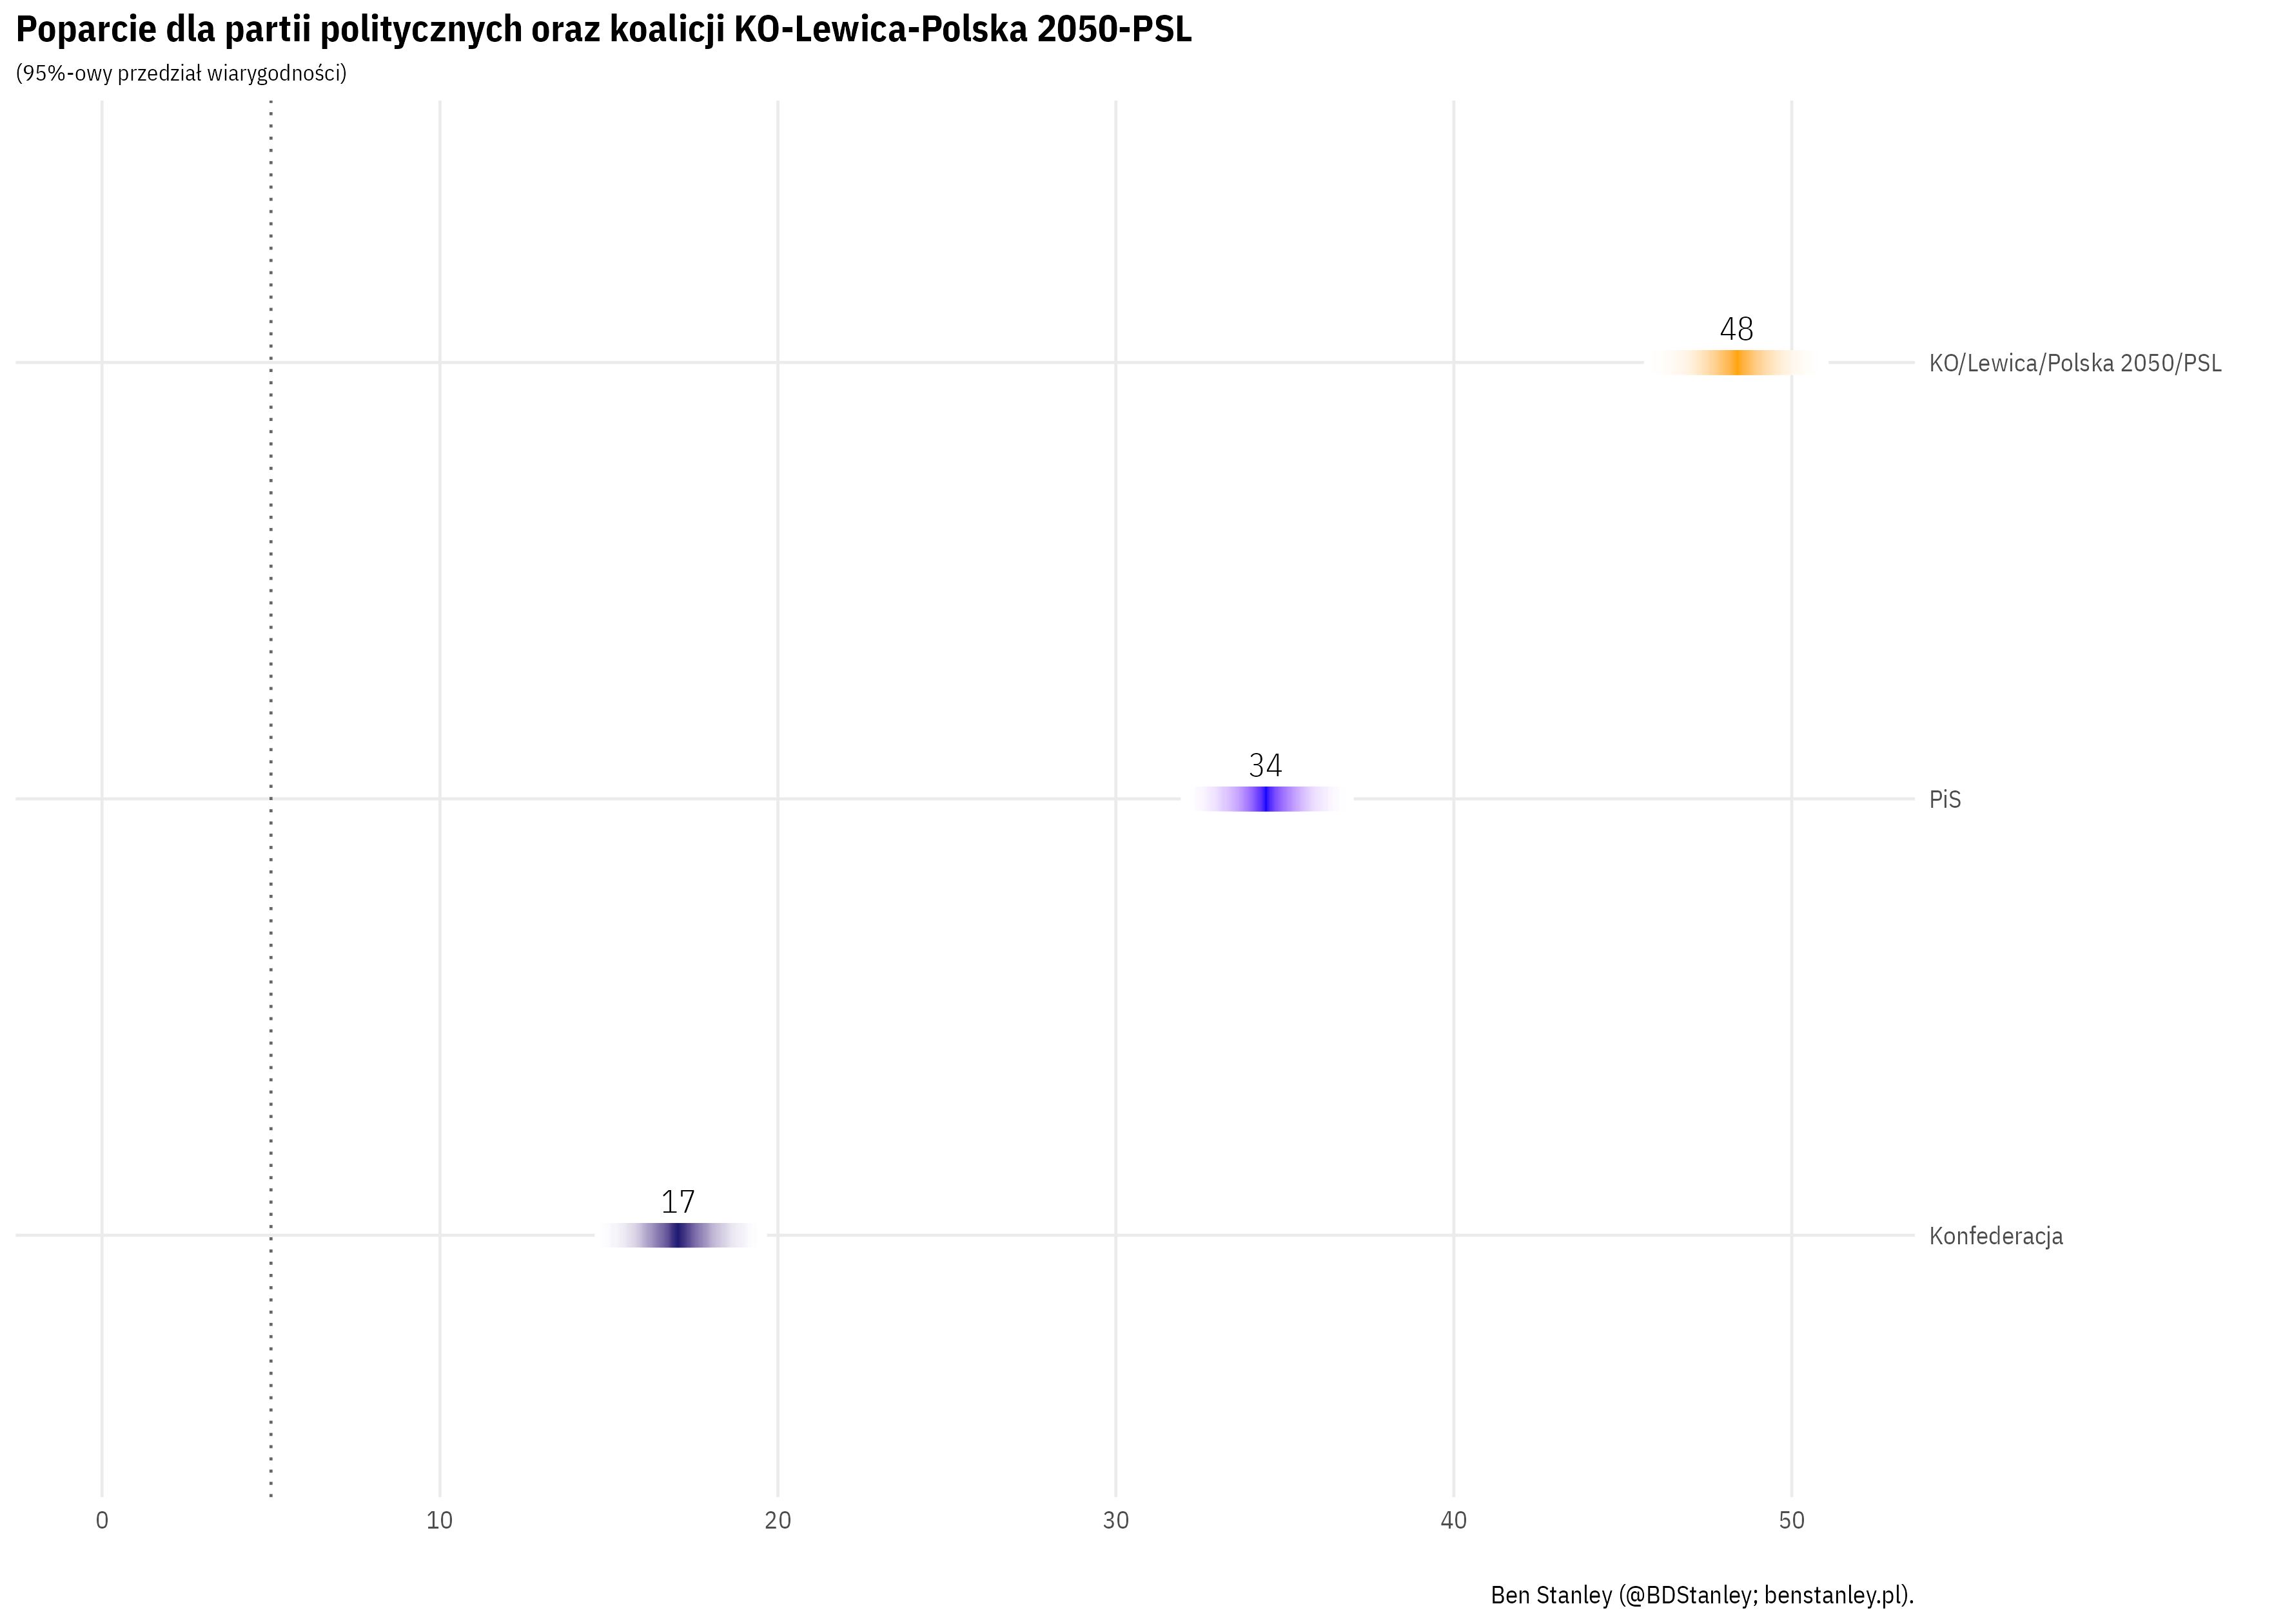 Poparcie dla partii politycznych oraz koalicji KO-Lewica-Polska 2050-PSL
(95%-owy przedział wiarygodności)
48
KO/Lewica/Polska 2050/PSL
34
PiS
17
Konfederacja
0 10 20 30 40 50
Ben Stanley (@BDStanley; benstanley.pl).